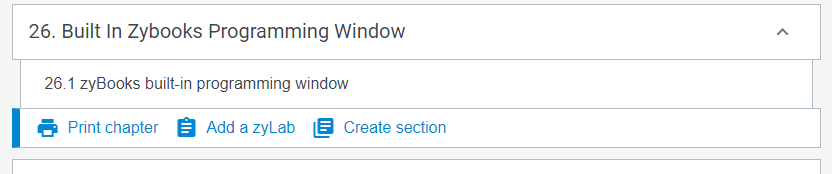 26. Built In Zybooks Programming Window
26.1 zyBooks built-in programming window
Print chapter Add a zyLab Create section